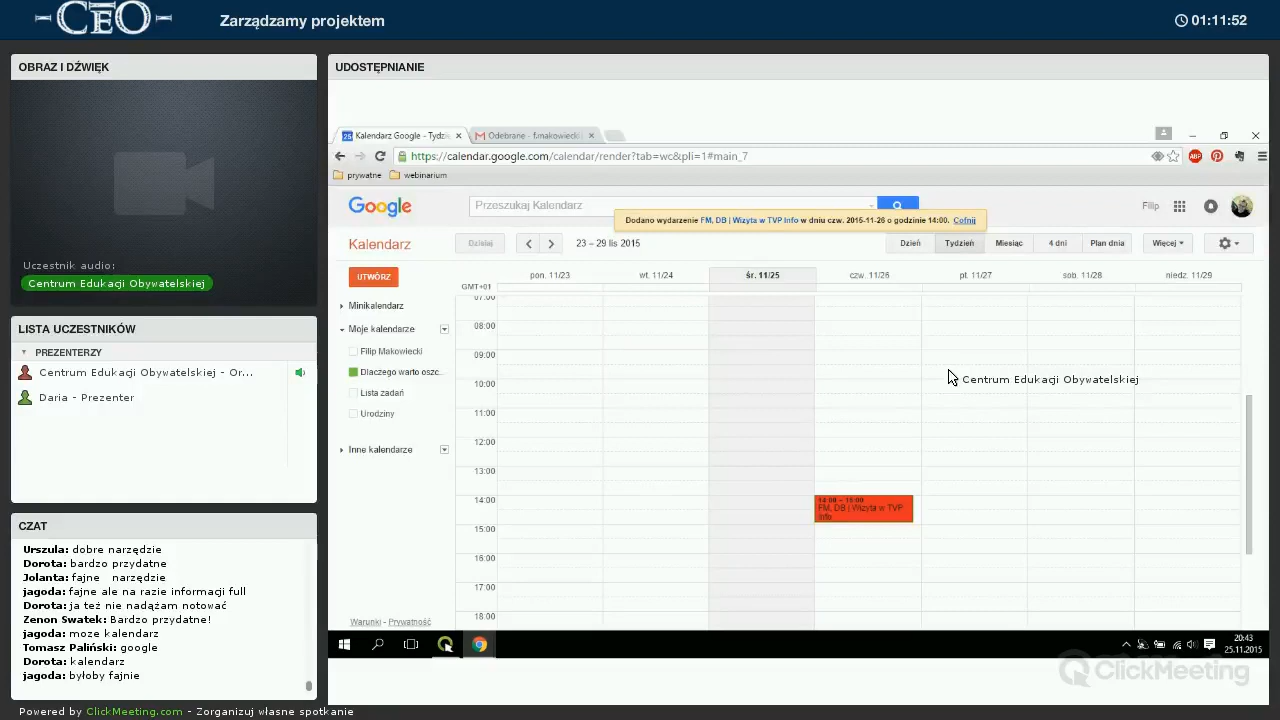 CEO
Zarządzamy projektem
01:11:52
OBRAZ I DŹWIĘK
Uczestnik audio:
Centrum Edukacji Obywatelskiej
LISTA UCZESTNIKÓW
PREZENTERZY
Centrum Edukacji Obywatelskiej - Or...
Daria - Prezenter
CZAT
Urszula: dobre narzędzie
Dorota: bardzo przydatne
Jolanta: fajne narzędzie
jagoda: fajne ale na razie informacji full
Dorota: ja też nie nadążam notować
Zenon Swatek: Bardzo przydatne!
jagoda: moze kalendarz
Tomasz Paliński: google
Dorota: kalendarz
jagoda: byłoby fajnie
UDOSTĘPNIANIE
Kalendarz Google - Tydz
Odebrane - f.makowiecki
https://calendar.google.com/calendar/render?tab=wc&pli=1#main_7
ABP
prywatne
webinarium
Google
Przeszukaj Kalendarz
Filip
Dodano wydarzenie FM, DB | Wizyta w TVP Info w dniu czw. 2015-11-26 o godzinie 14:00. Cofnij
Kalendarz
Dzisiaj
23 – 29 lis 2015
Dzień
Tydzień
Miesiąc
4 dni
Plan dnia
Więcej
UTWÓRZ
Minikalendarz
Moje kalendarze
Filip Makowiecki
Dlaczego warto oszc...
Lista zadań
Urodziny
Inne kalendarze
Warunki - Prywatność
pon. 11/23
wt. 11/24
śr. 11/25
czw. 11/26
pt. 11/27
sob. 11/28
niedz. 11/29
GMT+01
07:00
08:00
09:00
10:00
11:00
12:00
13:00
14:00
15:00
16:00
17:00
18:00
14:00 – 15:00
FM, DB | Wizyta w TVP
Info
Centrum Edukacji Obywatelskiej
20:43
25.11.2015
ClickMeeting
Powered by ClickMeeting.com - Zorganizuj własne spotkanie